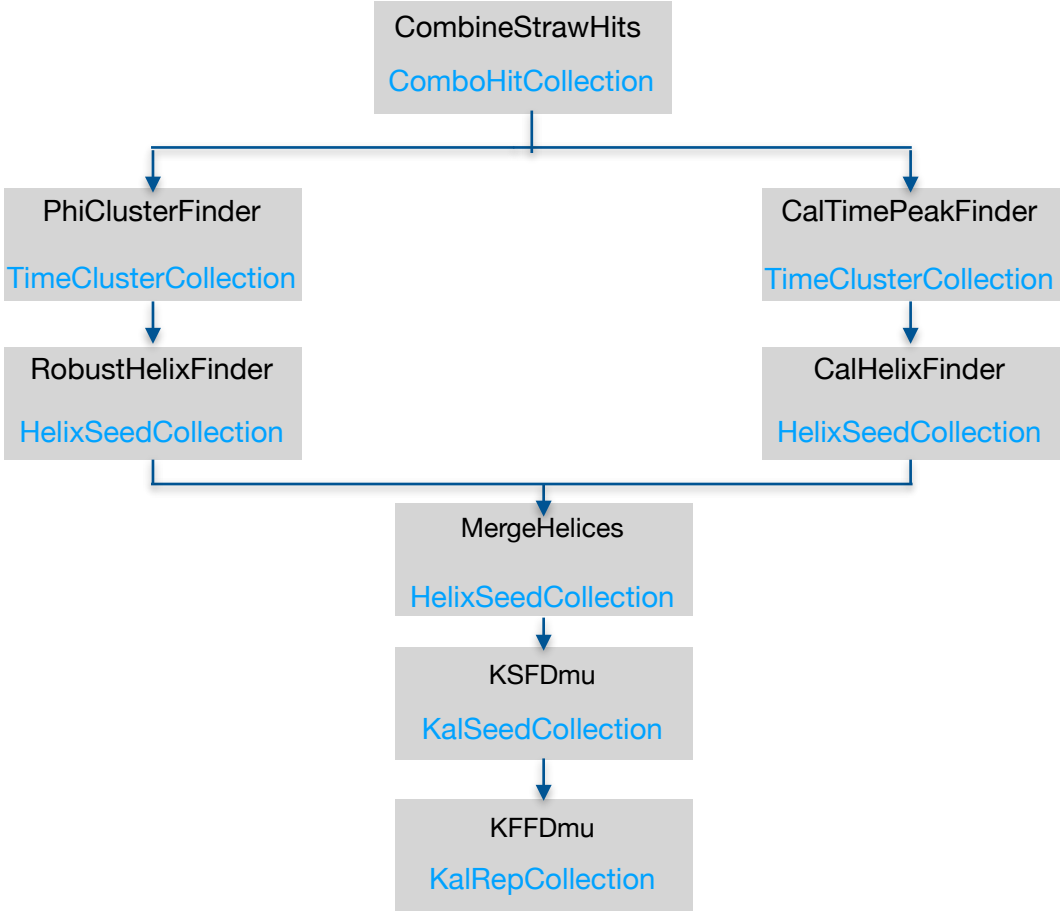 CombineStrawHits
ComboHitCollection
PhiClusterFinder
TimeClusterCollection
CalTimePeakFinder
TimeClusterCollection
RobustHelixFinder
HelixSeedCollection
CalHelixFinder
HelixSeedCollection
MergeHelices
HelixSeedCollection
KSFDmu
KalSeedCollection
KFFDmu
KalRepCollection